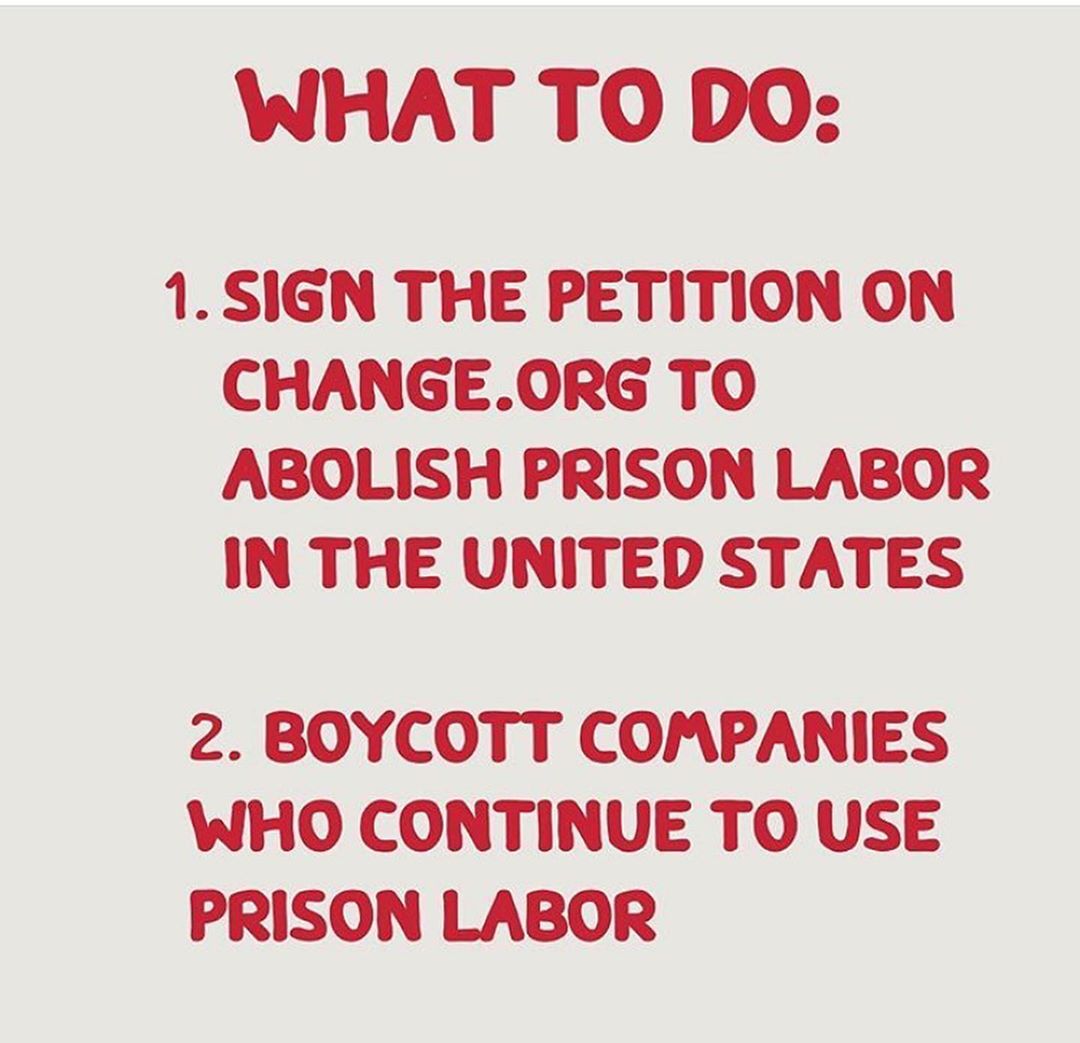 WHAT TO DO:
1. SIGN THE PETITION ON
CHANGE.ORG TO
ABOLISH PRISON LABOR
IN THE UNITED STATES
2. BOYCOTT COMPANIES
WHO CONTINUE TO USE
PRISON LABOR